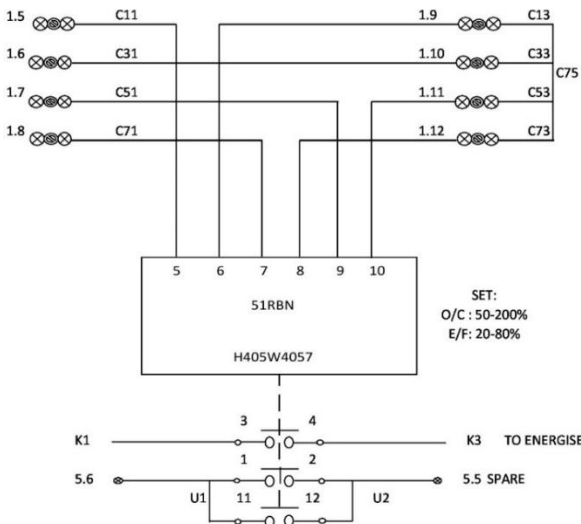 1.5 C11 1.9 C13
1.6 C31 1.10 C33
C75
1.7 C51 1.11 C53
1.8 C71 1.12 C73
5 6 7 8 9 10
51RBN
SET:
O/C : 50-200%
E/F: 20-80%
H405W4057
3 4
K1 K3 TO ENERGISE
1 2
5.6 5.5 SPARE
U1 11 12 U2